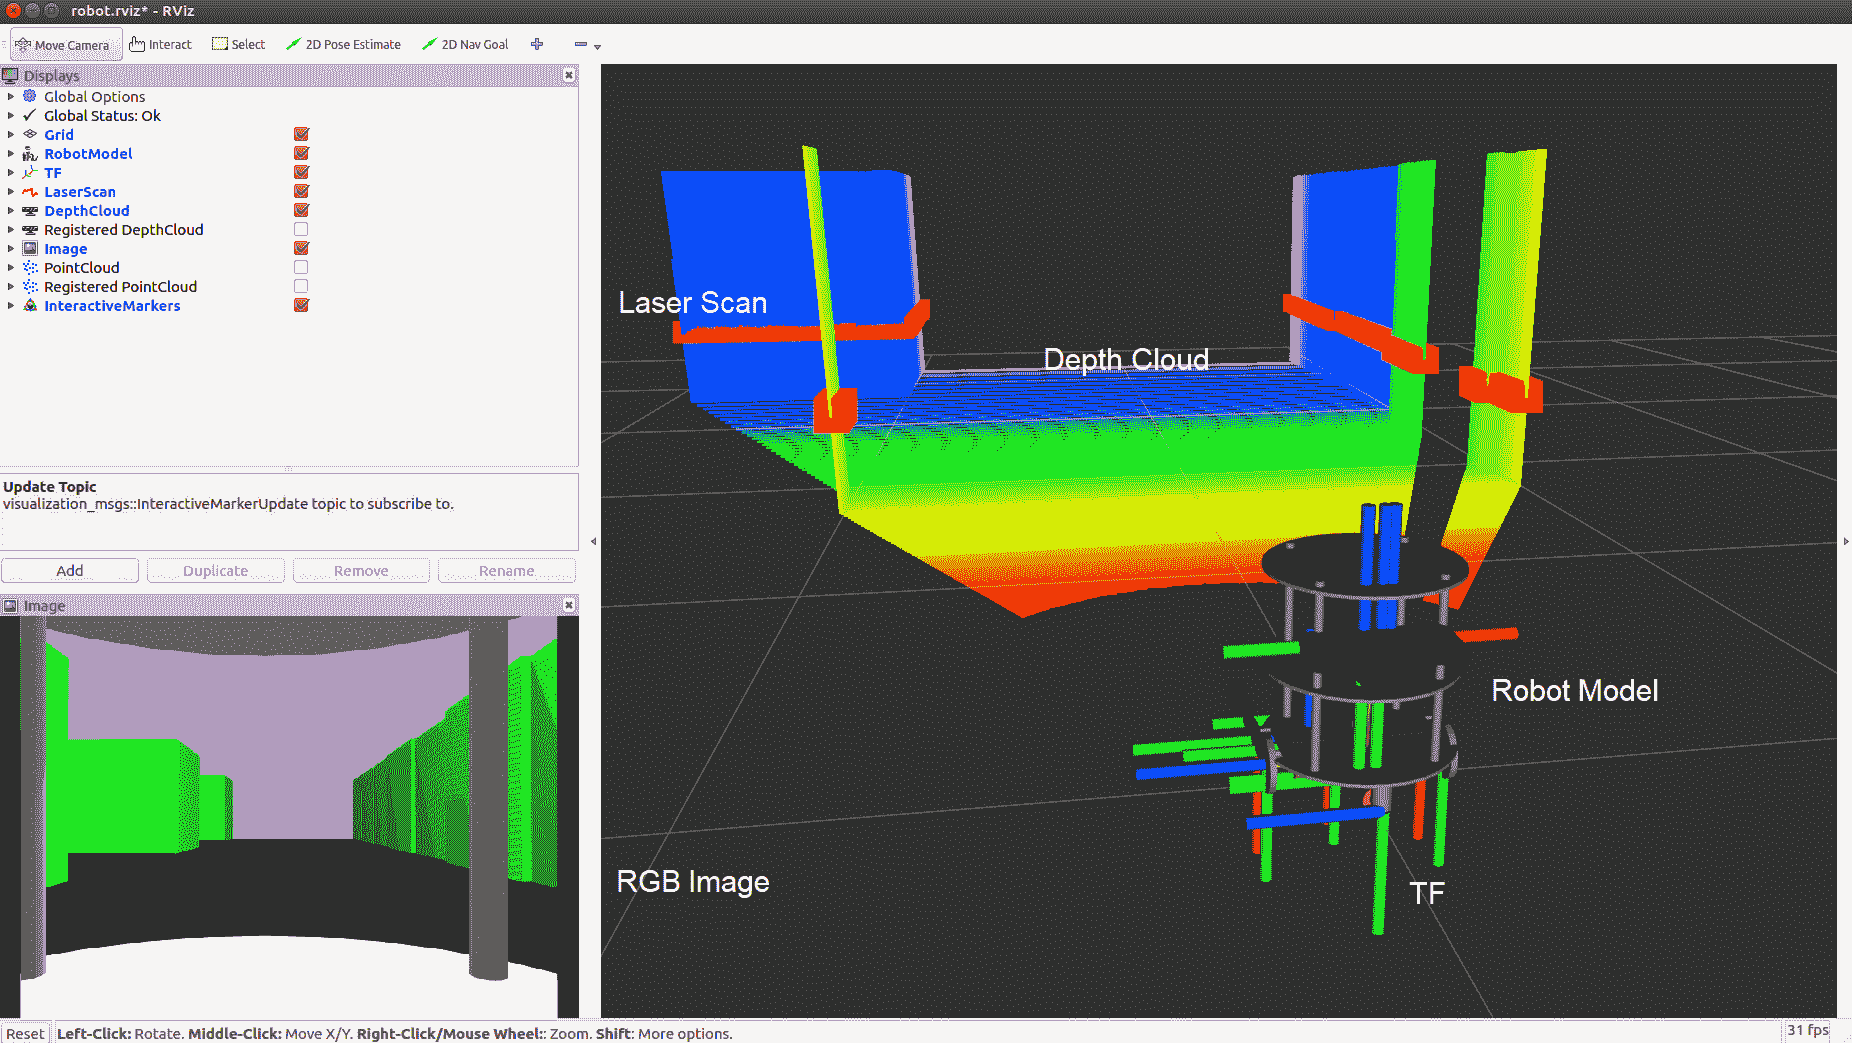 robot.rviz* - RViz
Move Camera
Interact
Select
2D Pose Estimate
2D Nav Goal
Displays
Global Options
Global Status: Ok
Grid
RobotModel
TF
LaserScan
DepthCloud
Registered DepthCloud
Image
PointCloud
Registered PointCloud
InteractiveMarkers
Update Topic
visualization_msgs::InteractiveMarkerUpdate topic to subscribe to.
Add
Duplicate
Remove
Rename
Image
Laser Scan
Depth Cloud
Robot Model
RGB Image
TF
Reset
Left-Click: Rotate. Middle-Click: Move X/Y. Right-Click/Mouse Wheel:: Zoom. Shift: More options.
31 fps